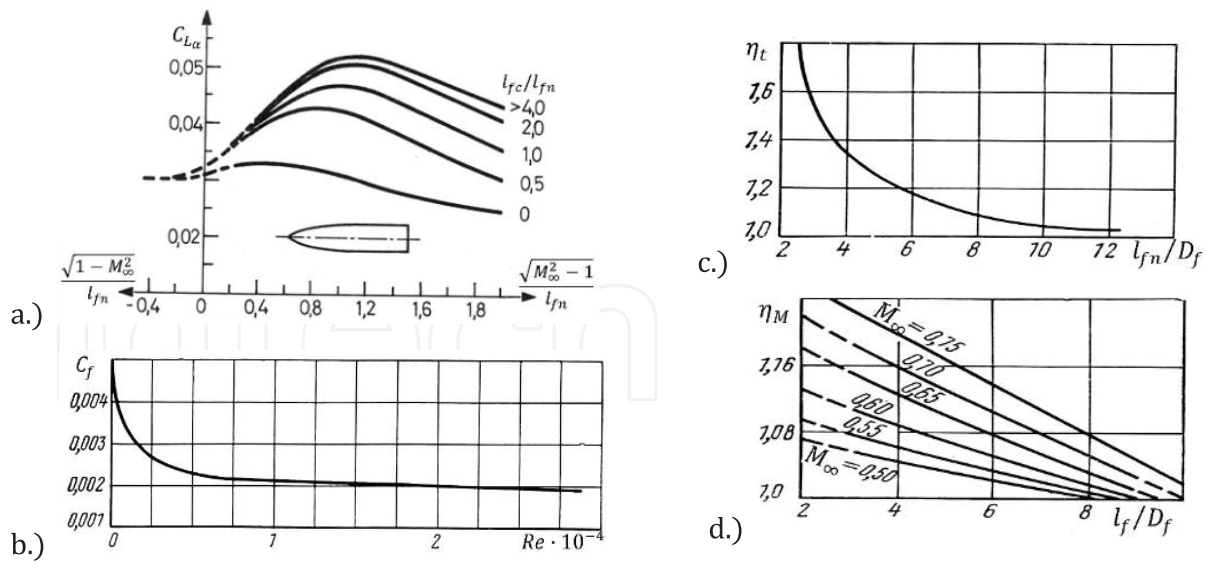 a.)
C_{Lα}
0,05
0,04
0,02
l_{fc}/l_{fn}
>4,0
2,0
1,0
0,5
0
√(1 − M²_∞)
l_{fn}
-0,4 0 0,4 0,8 1,2 1,6 1,8
√(M²_∞ − 1)
l_{fn}
b.)
C_f
0,004
0,003
0,002
0,001
0 1 2 Re · 10⁻⁴
c.)
η_t
1,6
1,4
1,2
1,0
2 4 6 8 10 12 l_{fn}/D_f
d.)
η_M
1,16
1,08
1,0
M_∞ = 0,75
0,70
0,65
0,60
0,55
M_∞ = 0,50
2 4 6 8 l_f/D_f